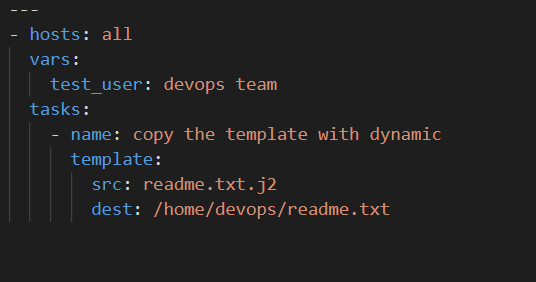 ---
- hosts: all
  vars:
    test_user: devops team
  tasks:
    - name: copy the template with dynamic
      template:
        src: readme.txt.j2
        dest: /home/devops/readme.txt